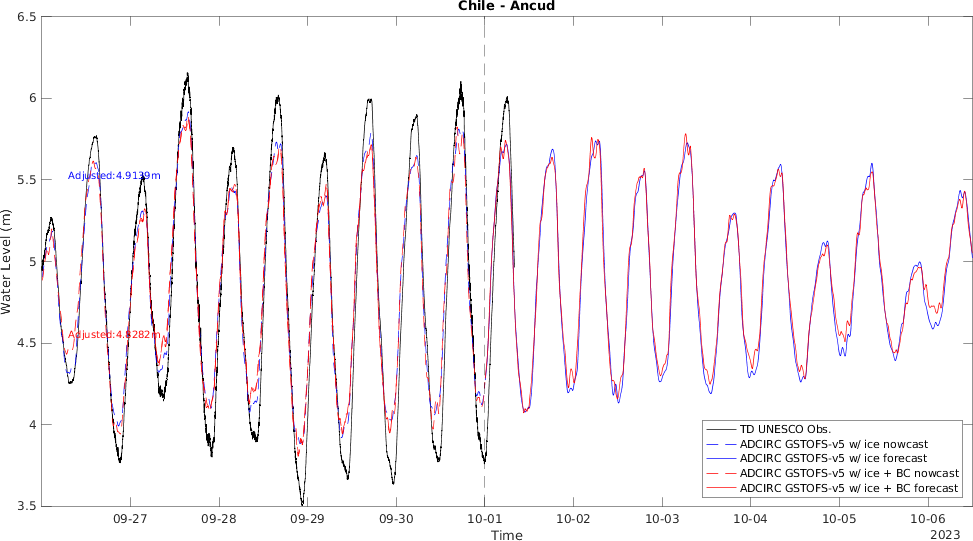 Chile - Ancud
6.5
6
5.5
5
4.5
4
3.5
Water Level (m)
Adjusted:4.9139m
Adjusted:4.8282m
TD UNESCO Obs.
ADCIRC GSTOFS-v5 w/ ice nowcast
ADCIRC GSTOFS-v5 w/ ice forecast
ADCIRC GSTOFS-v5 w/ ice + BC nowcast
ADCIRC GSTOFS-v5 w/ ice + BC forecast
09-27 09-28 09-29 09-30 10-01 10-02 10-03 10-04 10-05 10-06
2023
Time